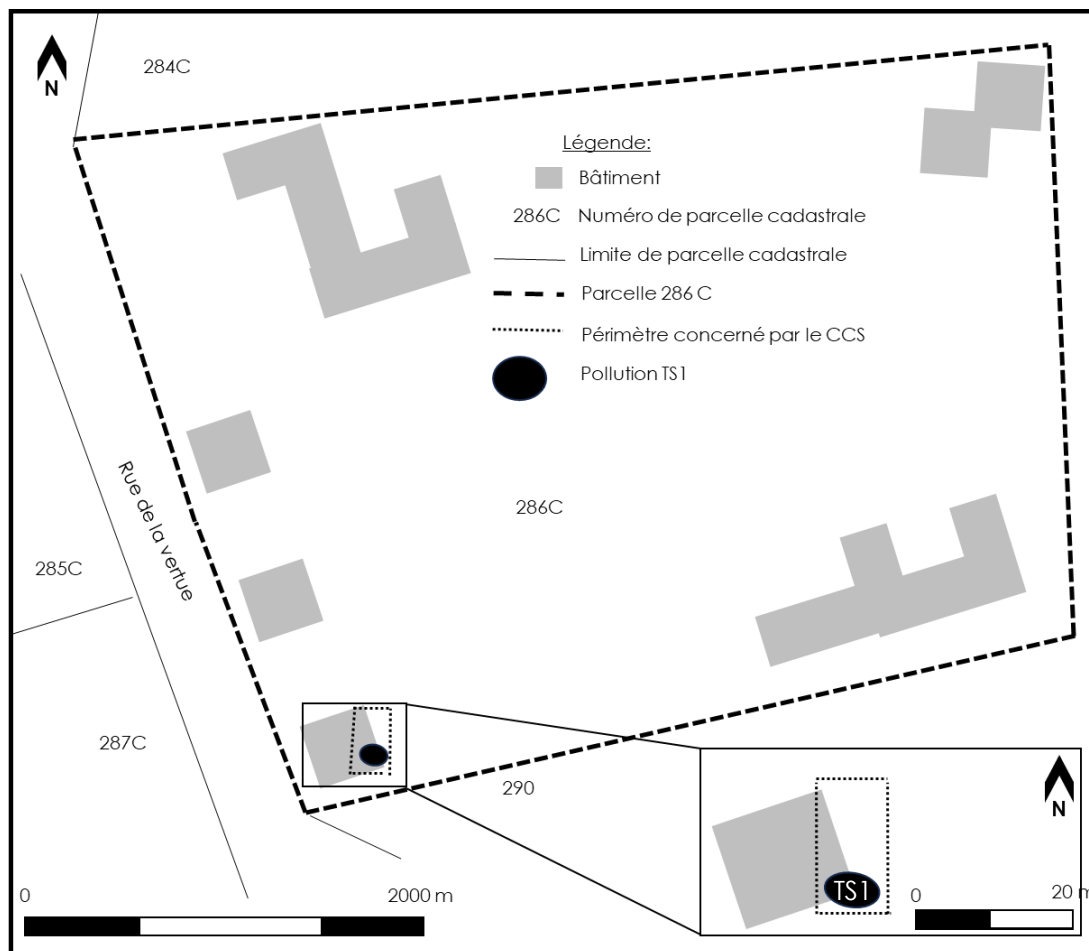 N
284C
Légende:
Bâtiment
286C Numéro de parcelle cadastrale
Limite de parcelle cadastrale
Parcelle 286 C
Périmètre concerné par le CCS
Pollution TS1
286C
Rue de la vertue
285C
287C
290
N
TS1
0 2000 m
0 20 m